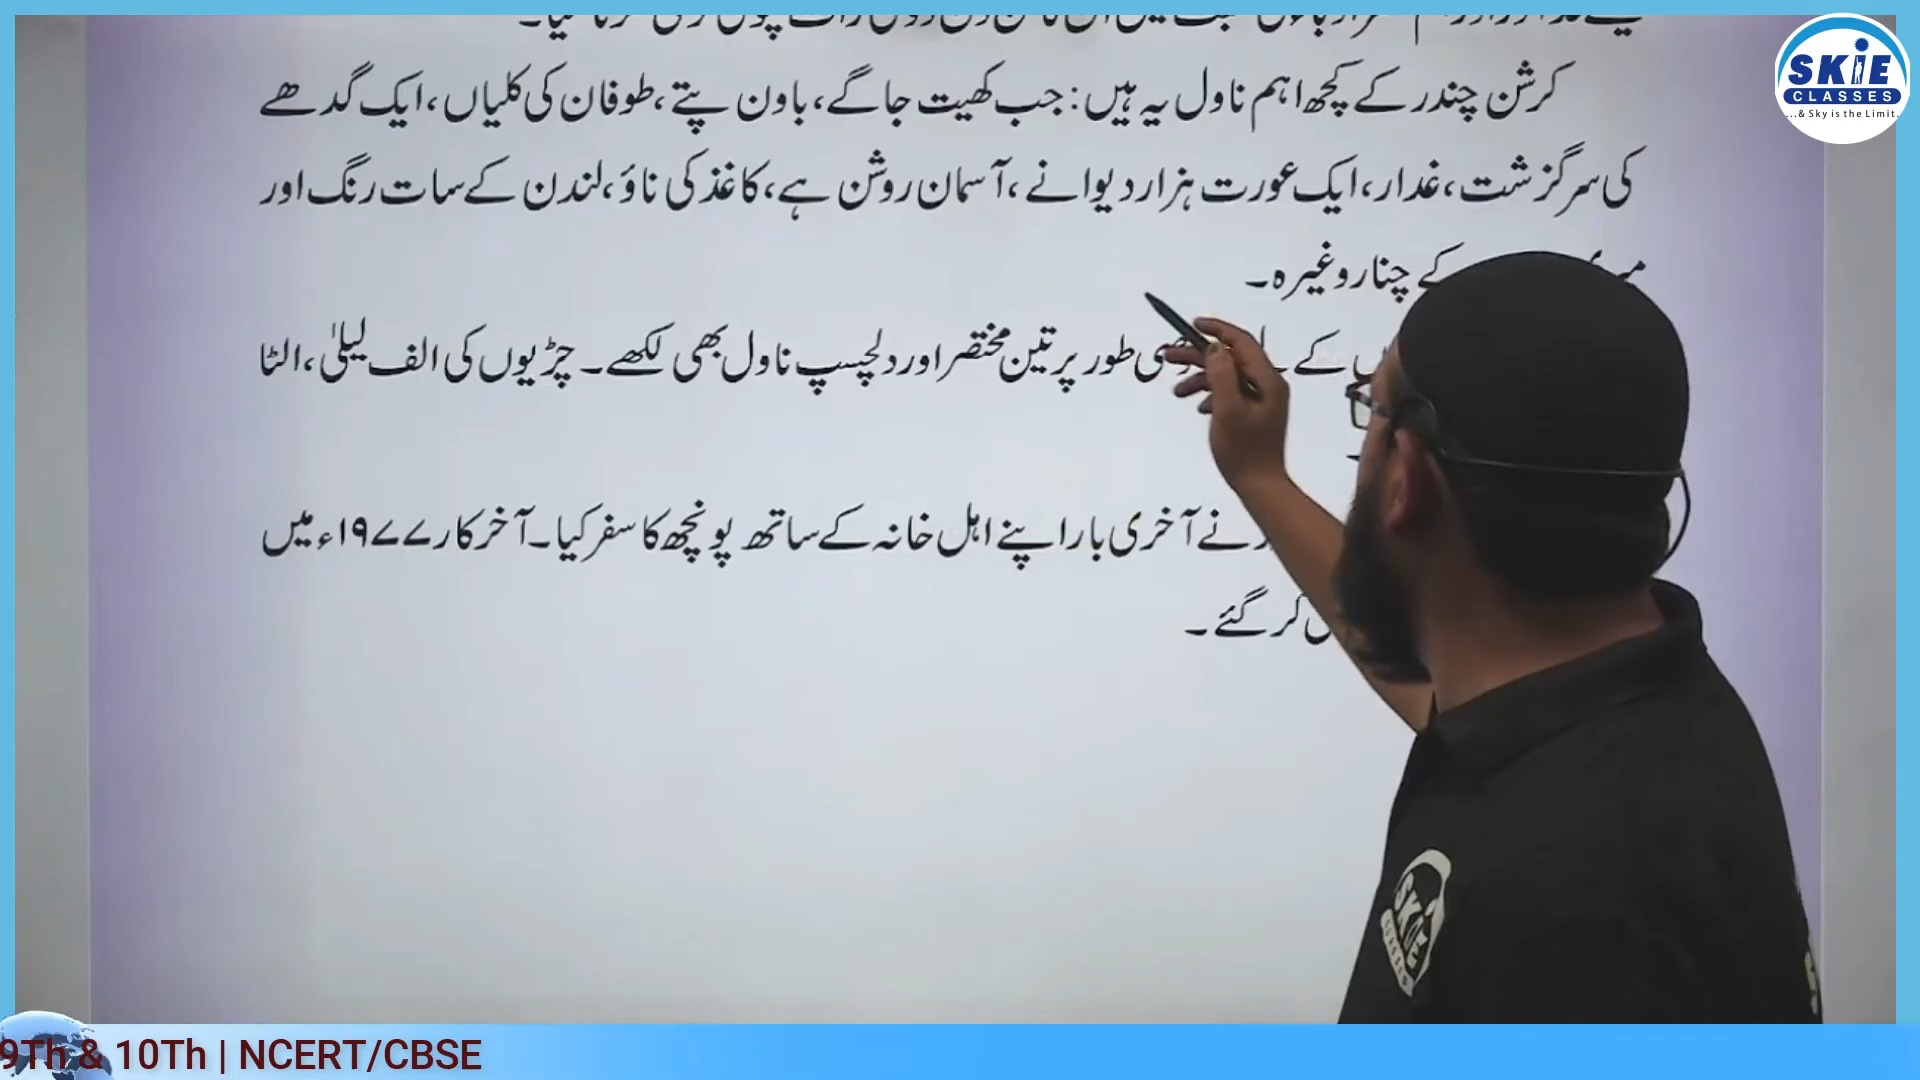 کرشن چندر کے کچھ اہم ناول یہ ہیں: جب کھیت جاگے، باون پتے، طوفان کی کلیاں، ایک گدھے
کی سرگزشت، غدار، ایک عورت ہزار دیوانے، آسمان روشن ہے، کاغذ کی ناؤ، لندن کے سات رنگ اور
کے چنار وغیرہ۔
کے طور پر تین مختصر اور دلچسپ ناول بھی لکھے۔ چڑیوں کی الف لیلیٰ، الٹا
نے آخری بار اپنے اہل خانہ کے ساتھ پونچھ کا سفر کیا۔ آخر کار ۱۹۷۷ء میں
کر گئے۔
SKiE
CLASSES
...& Sky is the Limit.
SKiE
CLASSES
9Th & 10Th | NCERT/CBSE